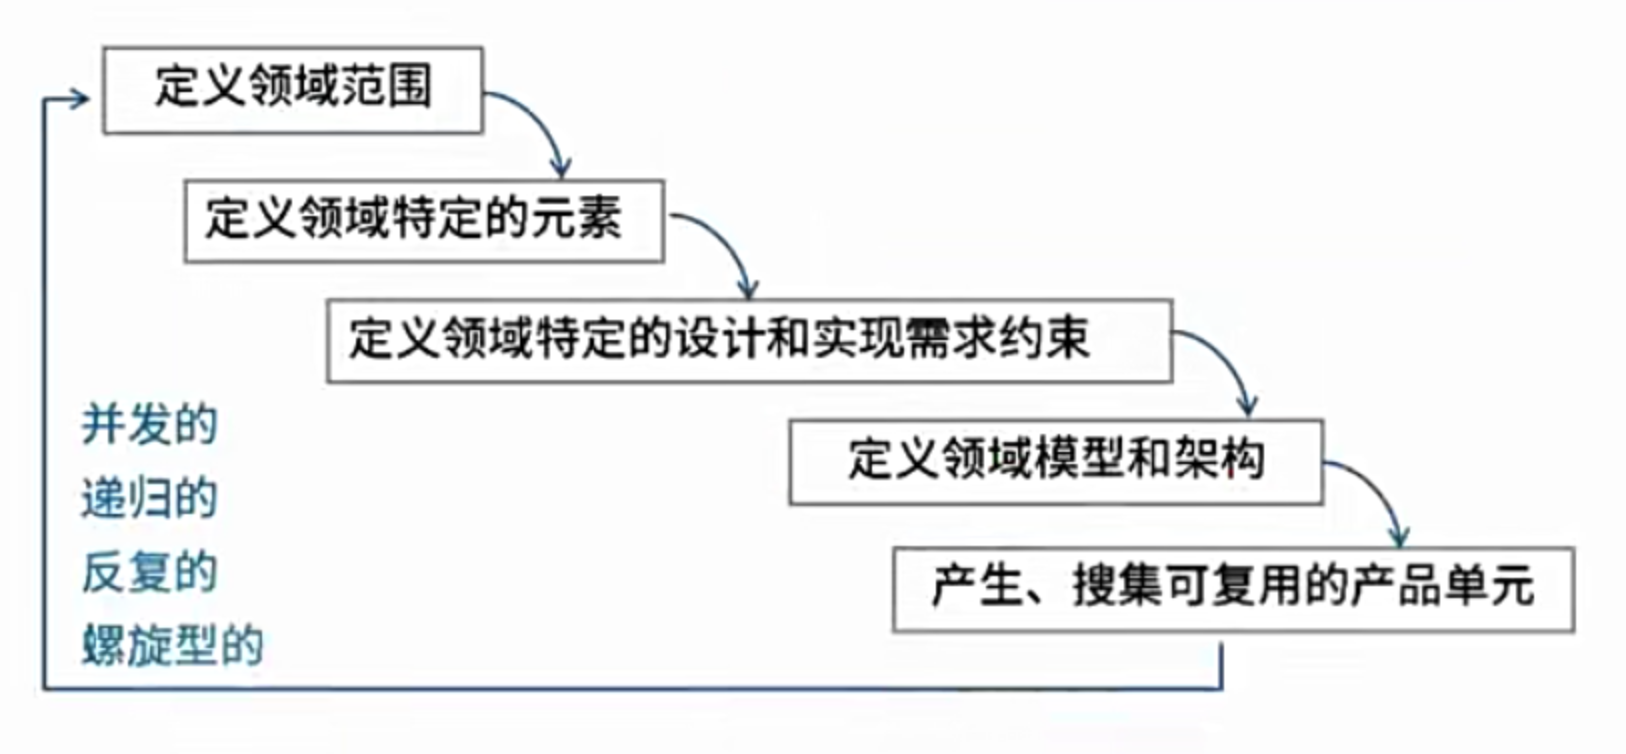 定义领域范围
定义领域特定的元素
定义领域特定的设计和实现需求约束
定义领域模型和架构
产生、搜集可复用的产品单元
并发的
递归的
反复的
螺旋型的